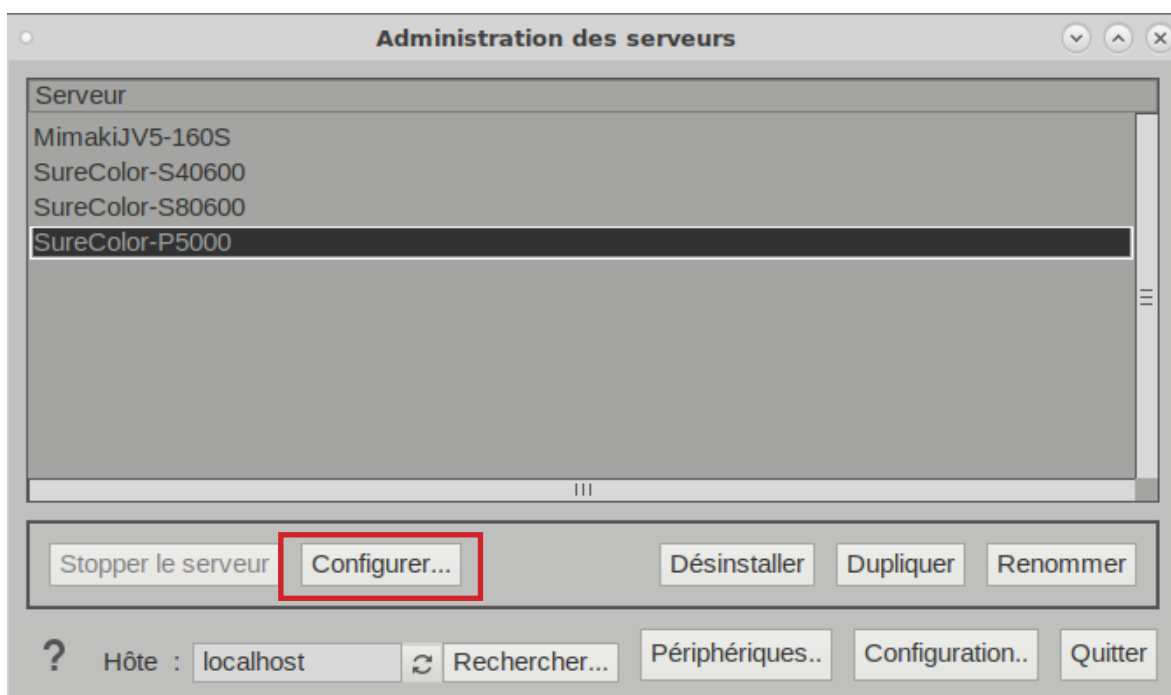 Administration des serveurs
Serveur
MimakiJV5-160S
SureColor-S40600
SureColor-S80600
SureColor-P5000
Stopper le serveur Configurer... Désinstaller Dupliquer Renommer
? Hôte : localhost Rechercher... Périphériques.. Configuration.. Quitter